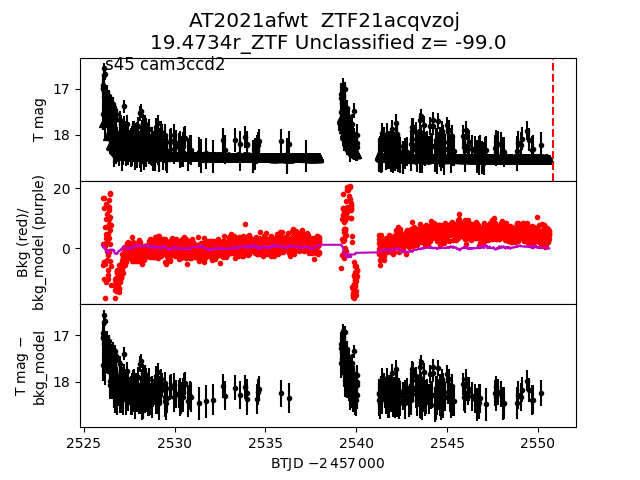 AT2021afwt  ZTF21acqvzoj
19.4734r_ZTF Unclassified z= -99.0
s45 cam3ccd2
T mag
17
18
Bkg (red)/
bkg_model (purple)
20
0
T mag −
bkg_model
17
18
2525 2530 2535 2540 2545 2550
BTJD −2 457 000